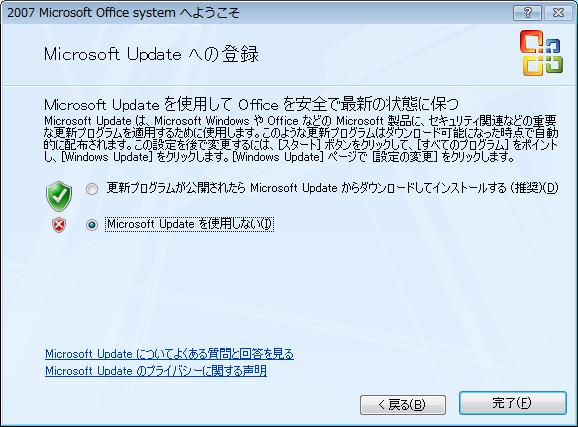 2007 Microsoft Office system へようこそ
Microsoft Update への登録
Microsoft Update を使用して Office を安全で最新の状態に保つ
Microsoft Update は、Microsoft Windows や Office などの Microsoft 製品に、セキュリティ関連などの重要
な更新プログラムを適用するために使用します。このような更新プログラムはダウンロード可能になった時点で自動
的に配布されます。この設定を後で変更するには、[スタート] ボタンをクリックして、[すべてのプログラム] をポイント
し、[Windows Update] をクリックします。[Windows Update] ページで [設定の変更] をクリックします。
更新プログラムが公開されたら Microsoft Update からダウンロードしてインストールする (推奨)(D)
Microsoft Update を使用しない(I)
Microsoft Update についてよくある質問と回答を見る
Microsoft Update のプライバシーに関する声明
< 戻る(B)
完了(F)